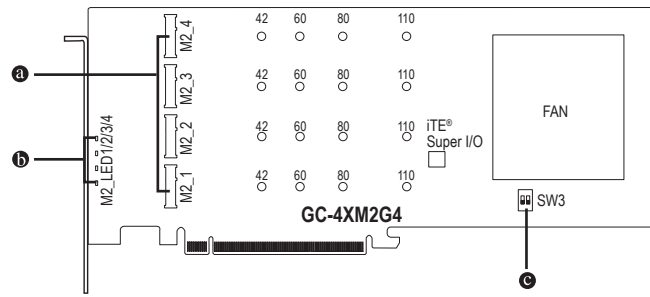 42 60 80 110
M2_4
a
42 60 80 110
M2_3
FAN
iTE®
Super I/O
42 60 80 110
M2_2
b
M2_LED1/2/3/4
42 60 80 110
M2_1
SW3
GC-4XM2G4
c